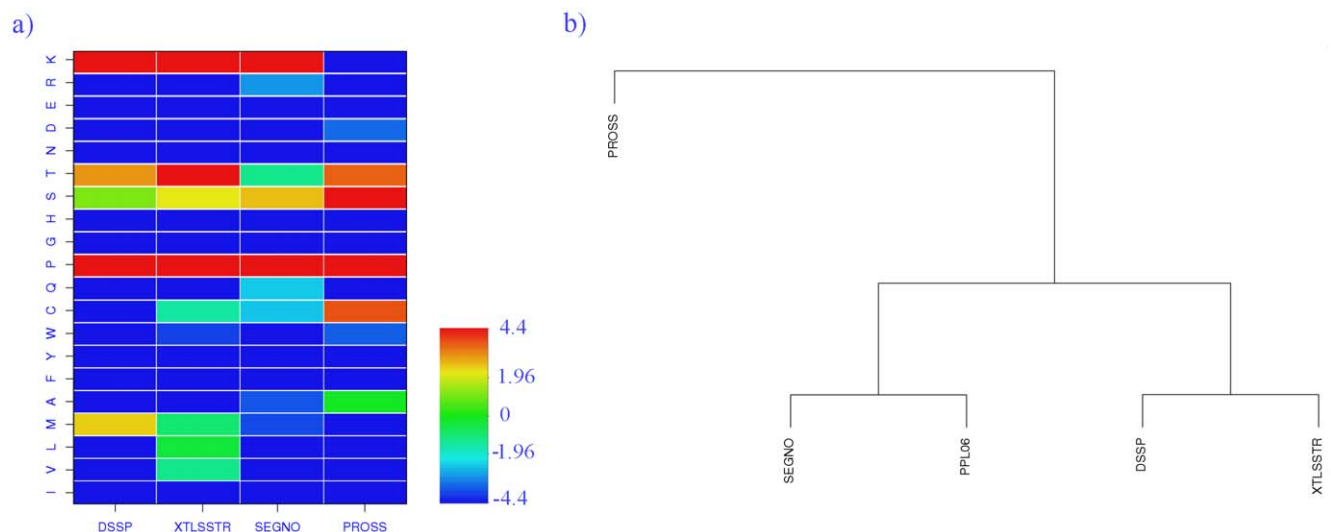 a)
b)
K
R
E
D
N
T
S
H
G
P
Q
C
W
Y
F
A
M
L
V
I
DSSP XTLSSTR SEGNO PROSS
4.4
1.96
0
-1.96
-4.4
PROSS
SEGNO
PPL06
DSSP
XTLSSTR